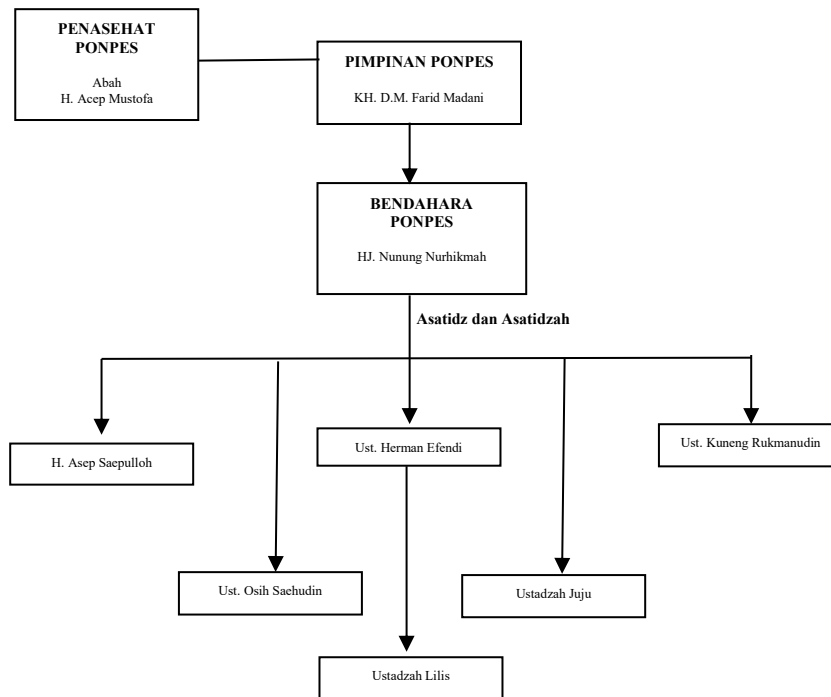 PENASEHAT
PONPES
Abah
H. Acep Mustofa
PIMPINAN PONPES
KH. D.M. Farid Madani
BENDAHARA
PONPES
HJ. Nunung Nurhikmah
Asatidz dan Asatidzah
H. Asep Saepulloh
Ust. Herman Efendi
Ust. Kuneng Rukmanudin
Ust. Osih Saehudin
Ustadzah Juju
Ustadzah Lilis